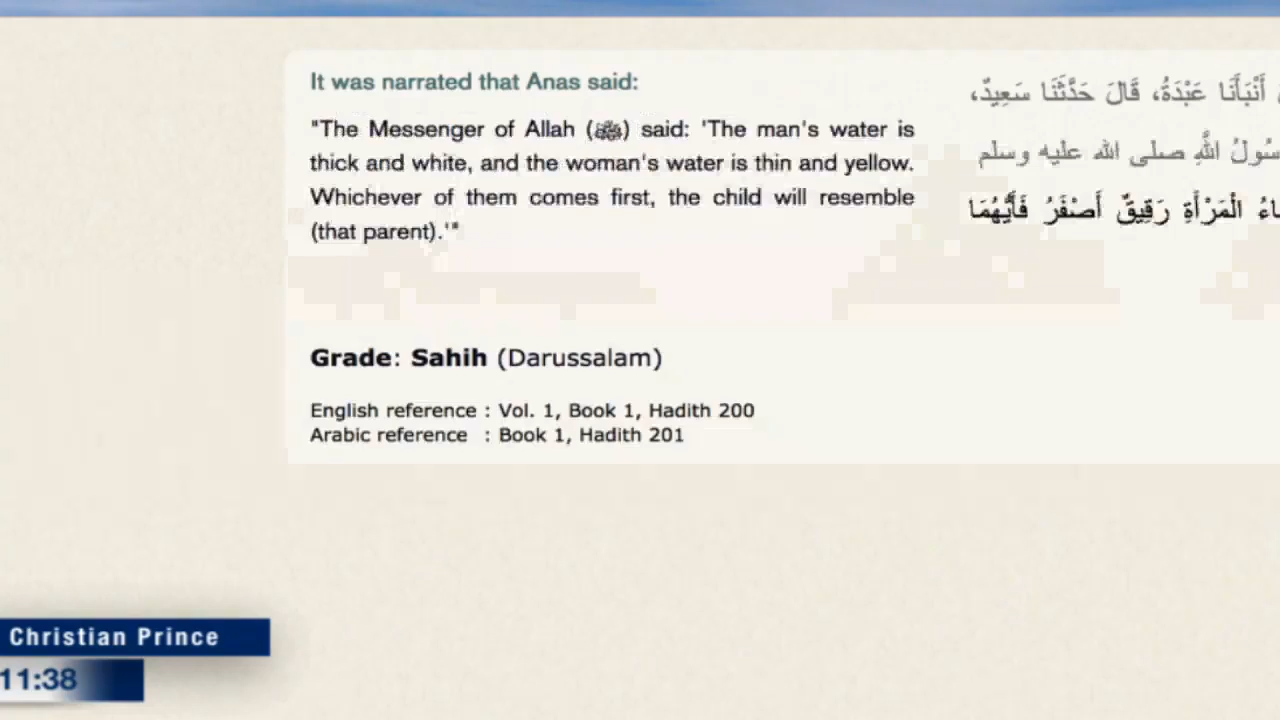 It was narrated that Anas said:
"The Messenger of Allah (ﷺ) said: 'The man's water is
thick and white, and the woman's water is thin and yellow.
Whichever of them comes first, the child will resemble
(that parent).'"
أَنْبَأَنَا عَبْدَةُ، قَالَ حَدَّثَنَا سَعِيدٌ،
اللَّهِ صلى الله عليه وسلم
الْمَرْأَةِ رَقِيقٌ أَصْفَرُ فَأَيُّهُمَا
Grade: Sahih (Darussalam)
English reference : Vol. 1, Book 1, Hadith 200
Arabic reference : Book 1, Hadith 201
Christian Prince
11:38